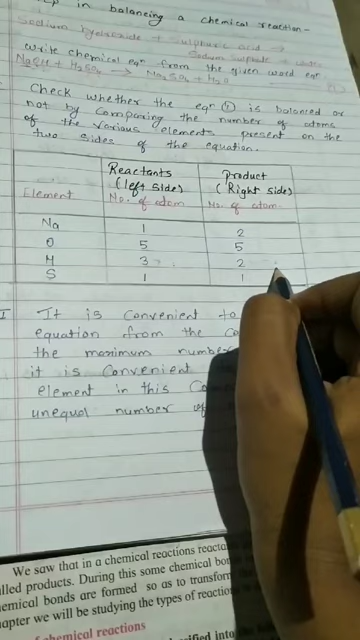 in balancing a chemical reaction-
Sodium hydroxide + Sulphuric acid →
Sodium Sulphate + water
write chemical eqn from the given word eqn
NaOH + H2SO4 → Na2SO4 + H2O
Check whether the eqn ① is balanced or
not by comparing the number of atoms
of the various elements present on the
two sides of the equation.
Reactants Product
(left side) (Right side)
Element No. of atom No. of atom.
Na 1 2
O 5 5
H 3 2
S 1 1
It is convenient to
equation from the
the maximum number
it is convenient
element in this
unequal number of
We saw that in a chemical reactions
called products. During this some chemical
chemical bonds are formed so as to transform
chapter we will be studying the types of
chemical reactions
into